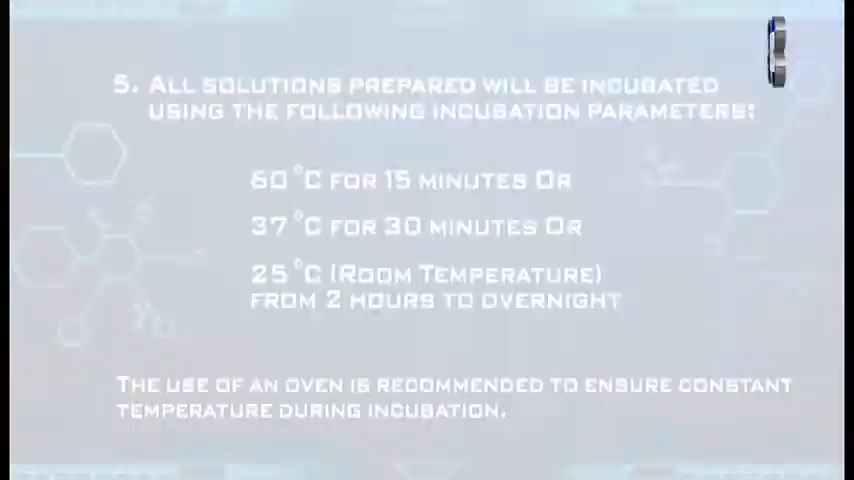 5. ALL SOLUTIONS PREPARED WILL BE INCUBATED
USING THE FOLLOWING INCUBATION PARAMETERS:
60°C FOR 15 MINUTES OR
37°C FOR 30 MINUTES OR
25°C (ROOM TEMPERATURE)
FROM 2 HOURS TO OVERNIGHT
THE USE OF AN OVEN IS RECOMMENDED TO ENSURE CONSTANT
TEMPERATURE DURING INCUBATION.